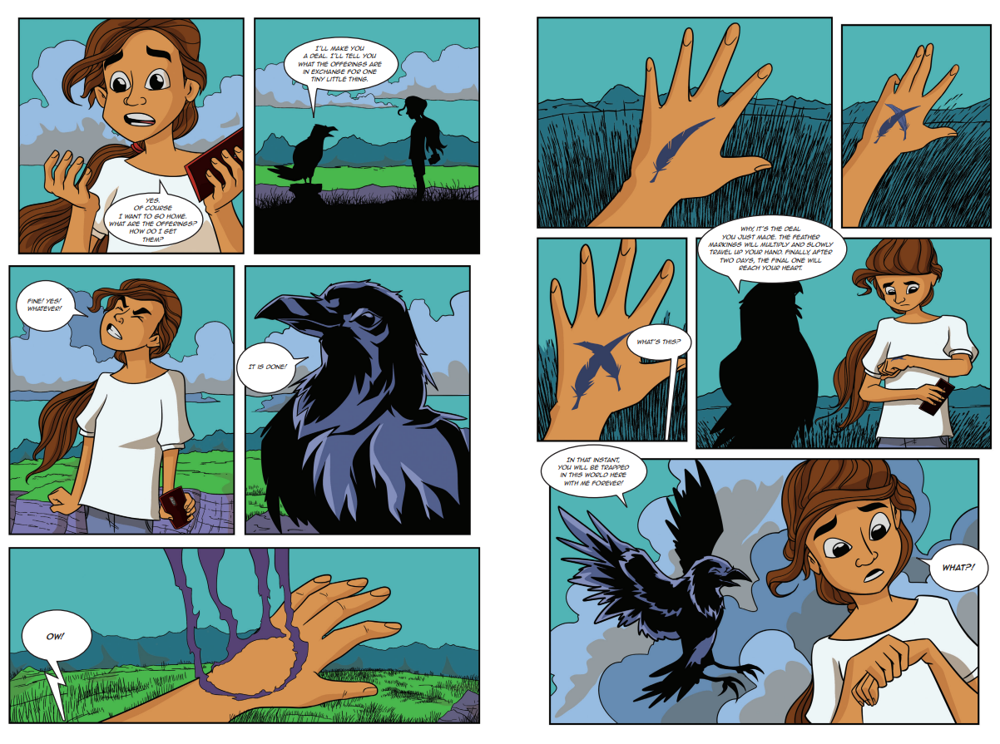 YES.
OF COURSE
I WANT TO GO HOME.
WHAT ARE THE OFFERINGS?
HOW DO I GET
THEM?
I'LL MAKE YOU
A DEAL. I'LL TELL YOU
WHAT THE OFFERINGS ARE
IN EXCHANGE FOR ONE
TINY LITTLE THING.
FINE! YES!
WHATEVER!
IT IS DONE!
OW!
WHAT'S THIS?
WHY, IT'S THE DEAL
YOU JUST MADE. THE FEATHER
MARKINGS WILL MULTIPLY AND SLOWLY
TRAVEL UP YOUR HAND. FINALLY, AFTER
TWO DAYS, THE FINAL ONE WILL
REACH YOUR HEART.
IN THAT INSTANT,
YOU WILL BE TRAPPED
IN THIS WORLD HERE
WITH ME FOREVER!
WHAT?!